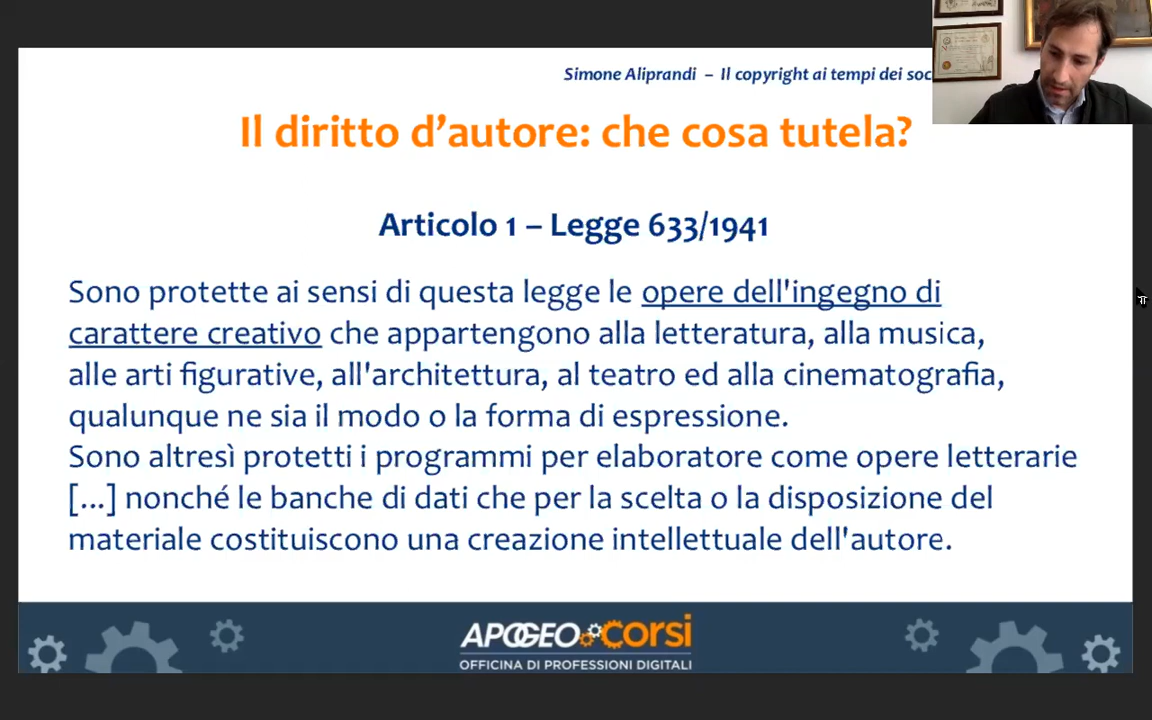 Simone Aliprandi – Il copyright ai tempi dei soc
Il diritto d’autore: che cosa tutela?
Articolo 1 – Legge 633/1941
Sono protette ai sensi di questa legge le opere dell'ingegno di
carattere creativo che appartengono alla letteratura, alla musica,
alle arti figurative, all'architettura, al teatro ed alla cinematografia,
qualunque ne sia il modo o la forma di espressione.
Sono altresì protetti i programmi per elaboratore come opere letterarie
[...] nonché le banche di dati che per la scelta o la disposizione del
materiale costituiscono una creazione intellettuale dell'autore.
APOGEO CORSI
OFFICINA DI PROFESSIONI DIGITALI